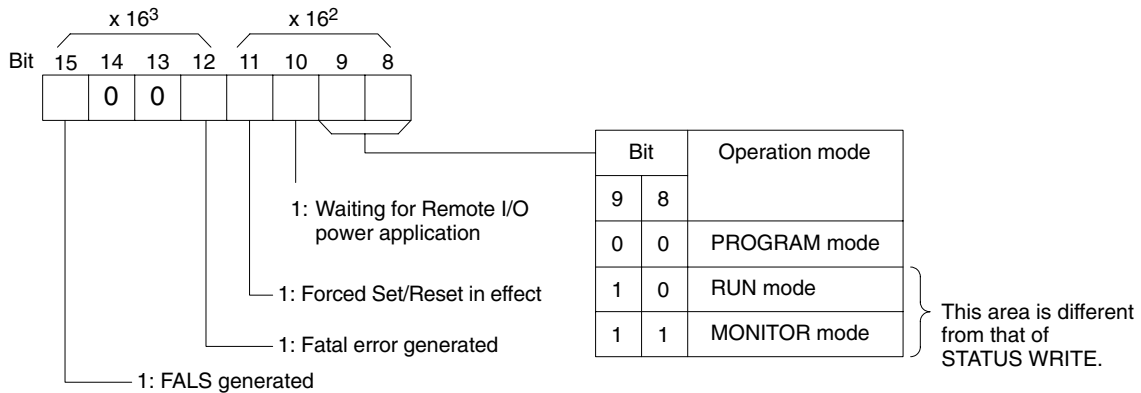 x 16³ x 16²
Bit 15 14 13 12 11 10 9 8
0 0
Bit Operation mode
9 8
0 0 PROGRAM mode
1 0 RUN mode
1 1 MONITOR mode
This area is different
from that of
STATUS WRITE.
1: Waiting for Remote I/O
power application
1: Forced Set/Reset in effect
1: Fatal error generated
1: FALS generated